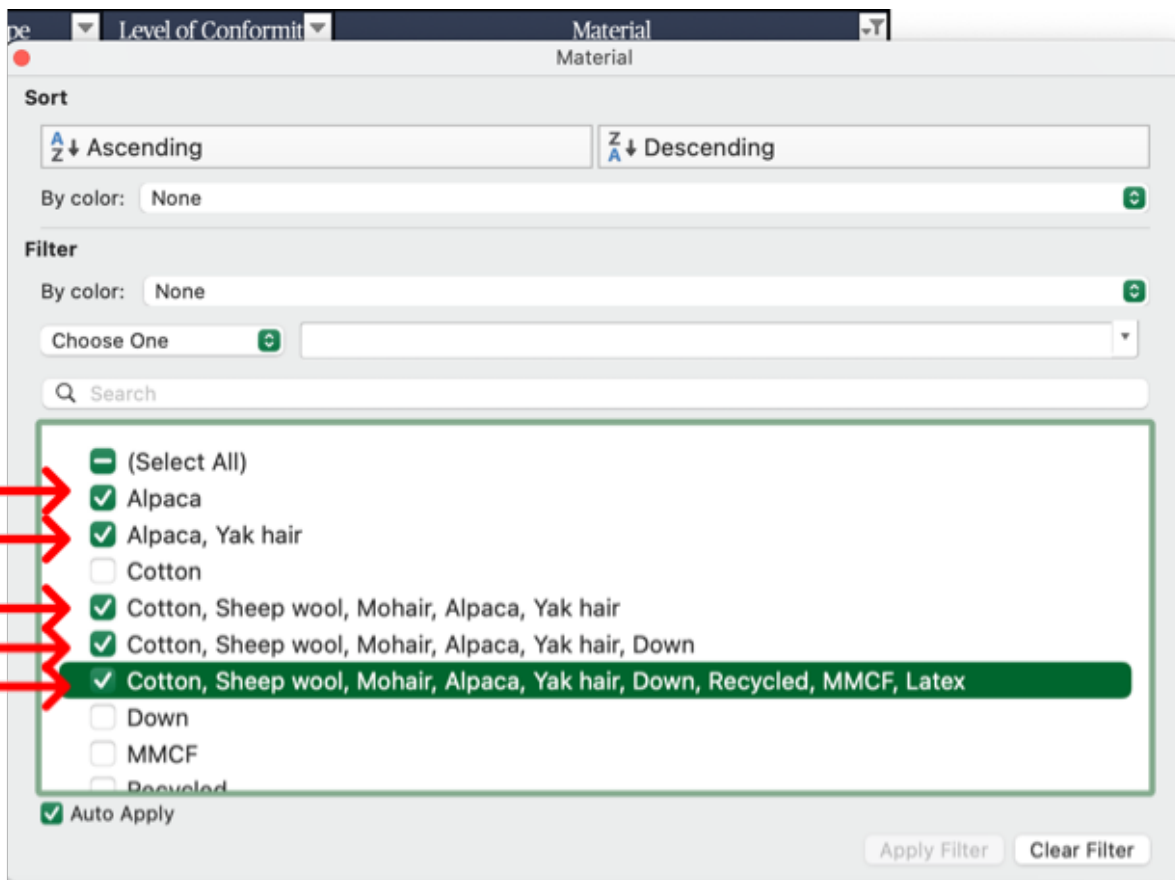 pe Level of Conformit Material
Material
Sort
A Z Ascending Z A Descending
By color: None
Filter
By color: None
Choose One
Search
(Select All)
Alpaca
Alpaca, Yak hair
Cotton
Cotton, Sheep wool, Mohair, Alpaca, Yak hair
Cotton, Sheep wool, Mohair, Alpaca, Yak hair, Down
Cotton, Sheep wool, Mohair, Alpaca, Yak hair, Down, Recycled, MMCF, Latex
Down
MMCF
Recycled
Auto Apply
Apply Filter Clear Filter